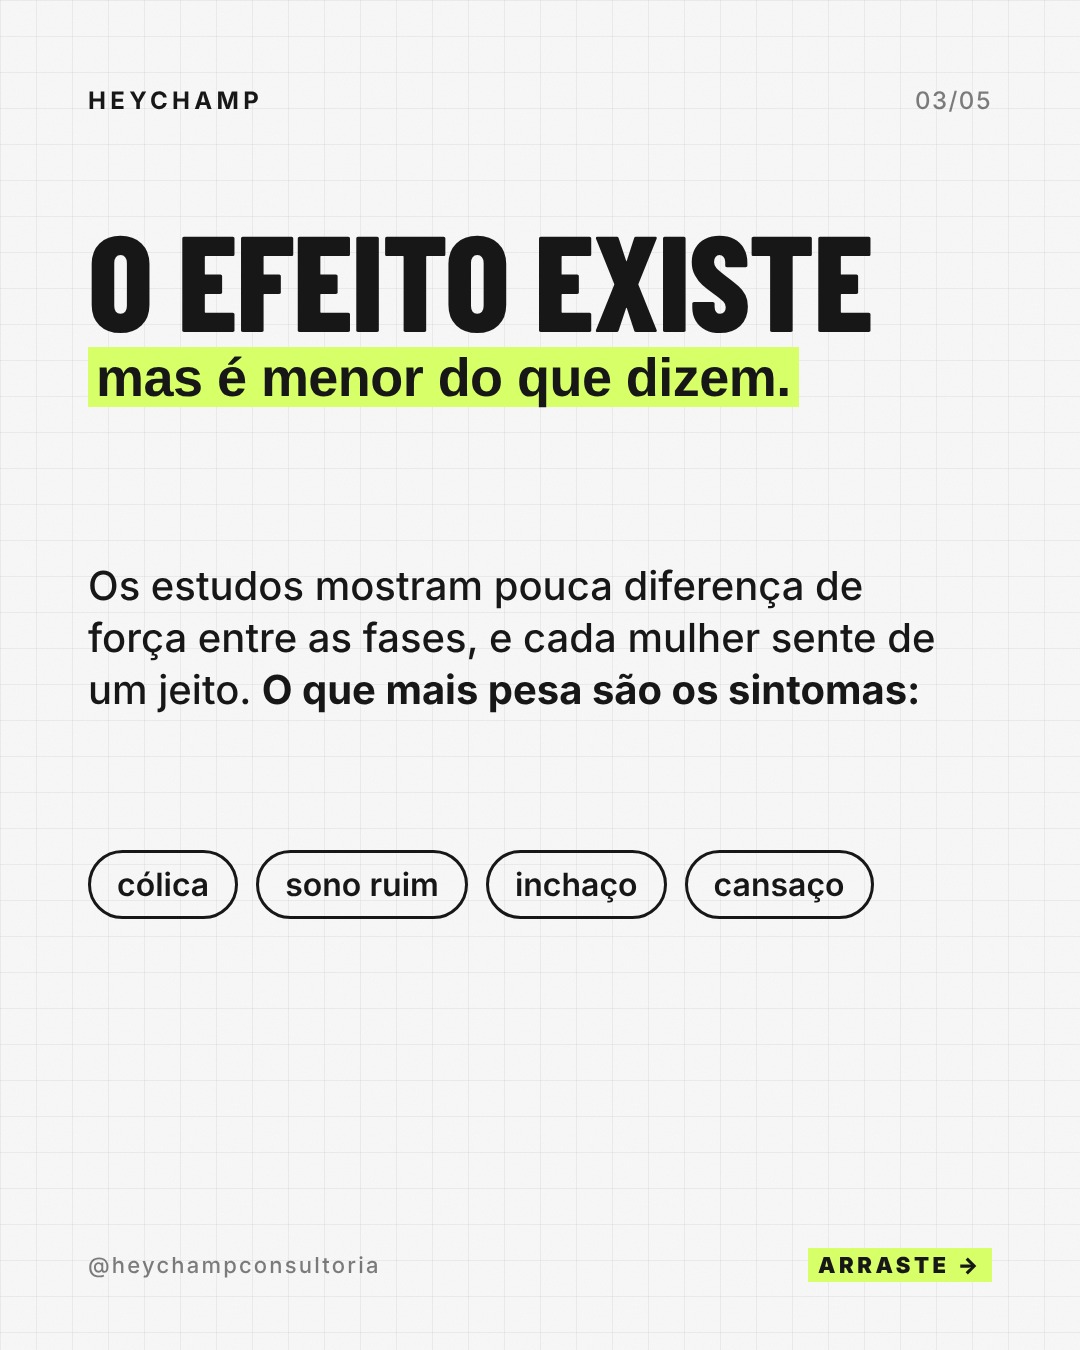 HEYCHAMP
03/05
O EFEITO EXISTE
mas é menor do que dizem.
Os estudos mostram pouca diferença de
força entre as fases, e cada mulher sente de
um jeito. O que mais pesa são os sintomas:
cólica
sono ruim
inchaço
cansaço
@heychampconsultoria
ARRASTE →